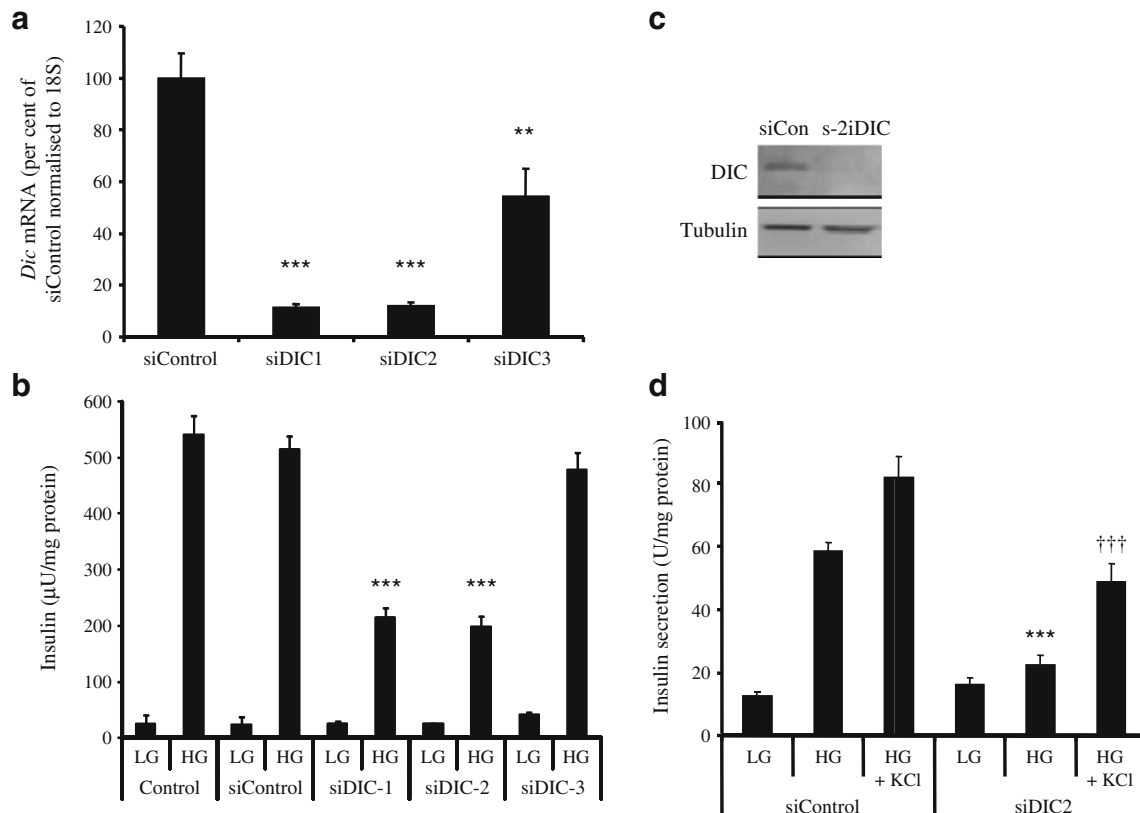 a
Dic mRNA (per cent of
siControl normalised to 18S)
120
100
80
60
40
20
0
***
***
**
siControl siDIC1 siDIC2 siDIC3
c
siCon s-2iDIC
DIC
Tubulin
b
Insulin (µU/mg protein)
600
500
400
300
200
100
0
***
***
LG HG LG HG LG HG LG HG LG HG
Control siControl siDIC-1 siDIC-2 siDIC-3
d
Insulin secretion (U/mg protein)
100
80
60
40
20
0
***
†††
LG HG HG + KCl LG HG HG + KCl
siControl siDIC2